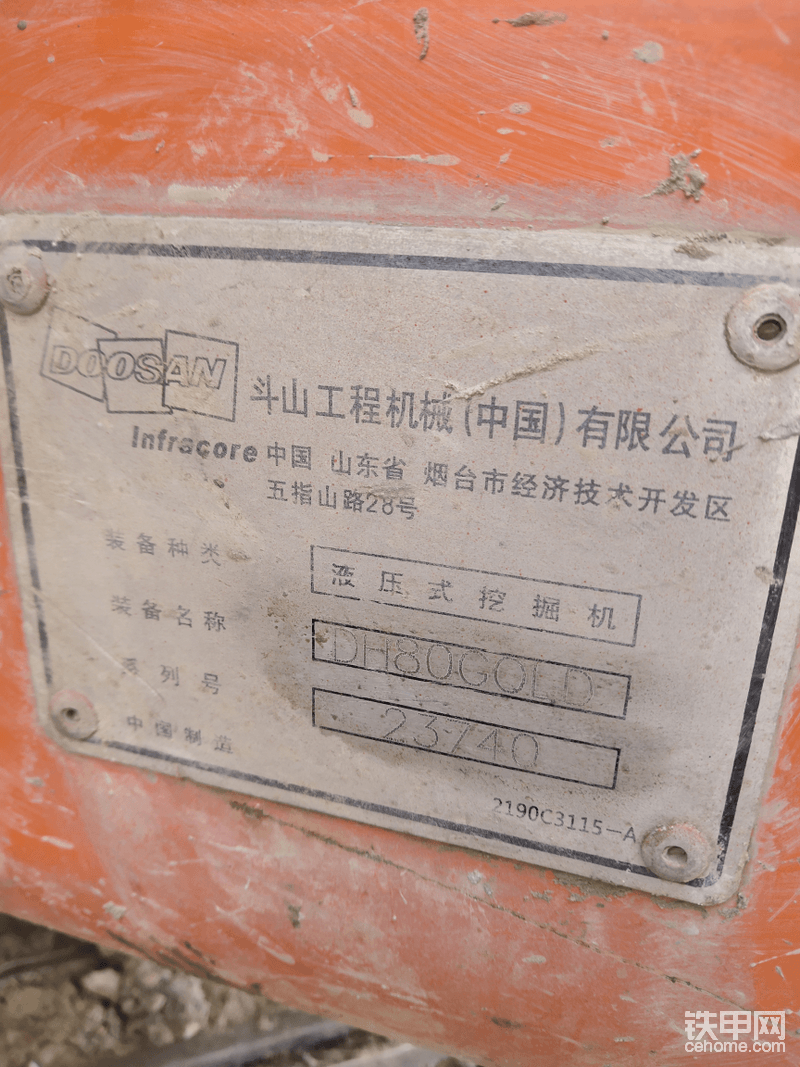 DOOSAN
Infracore
斗山工程机械(中国)有限公司
中国 山东省 烟台市经济技术开发区
五指山路28号
装备种类 液压式挖掘机
装备名称 DH80GOLD
系列号 23740
中国制造
2190C3115-A
铁甲网
cehome.com